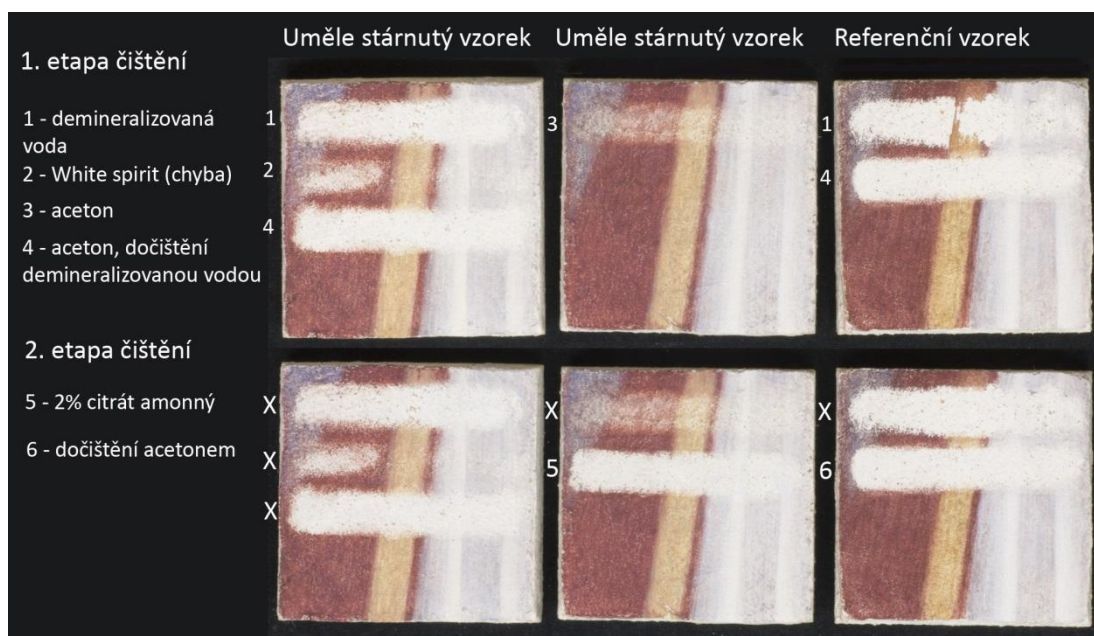 Uměle stárnutý vzorek Uměle stárnutý vzorek Referenční vzorek
1. etapa čištění
1 - demineralizovaná
voda
2 - White spirit (chyba)
3 - aceton
4 - aceton, dočištění
demineralizovanou vodou
1
2
4
3
1
4
2. etapa čištění
5 - 2% citrát amonný
6 - dočištění acetonem
X
X
X
X
5
X
6